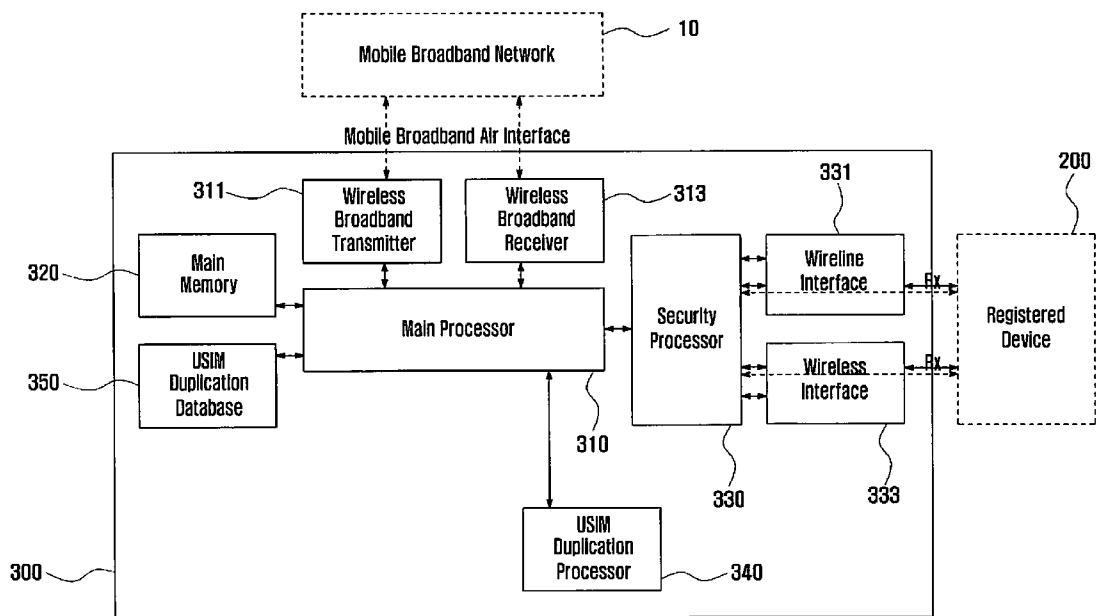 10
Mobile Broadband Network
Mobile Broadband Air Interface
200
311
Wireless
Broadband
Transmitter
Wireless
Broadband
Receiver
313
331
320
Main
Memory
Wireline
Interface
Rx
Main Processor
Security
Processor
Registered
Device
350
USIM
Duplication
Database
Wireless
Interface
Rx
310
330
333
USIM
Duplication
Processor
300
340